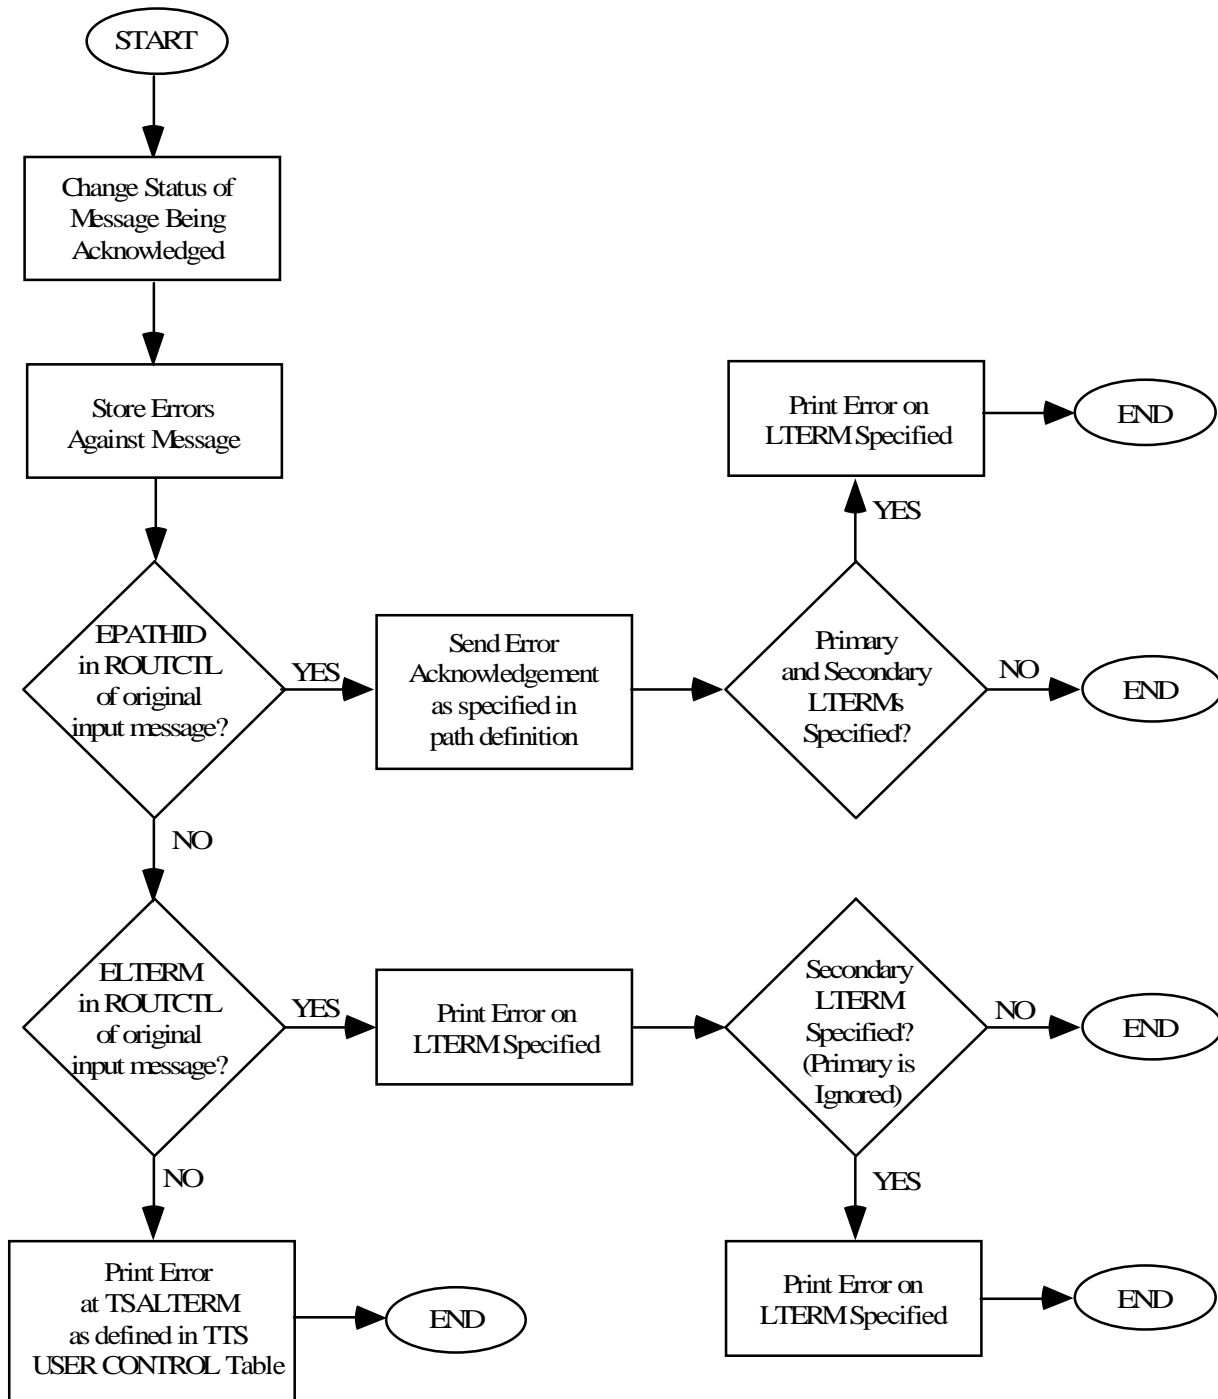 START
Change Status of
Message Being
Acknowledged
Store Errors
Against Message
Print Error on
LTERM Specified
END
YES
EPATHID
in ROUTCTL
of original
input message?
YES
Send Error
Acknowledgement
as specified in
path definition
Primary
and Secondary
LTERMs
Specified?
NO
END
NO
ELTERM
in ROUTCTL
of original
input message?
YES
Print Error on
LTERM Specified
Secondary
LTERM
Specified?
(Primary is
Ignored)
NO
END
NO
YES
Print Error
at TSALTERM
as defined in TTS
USER CONTROL Table
END
Print Error on
LTERM Specified
END